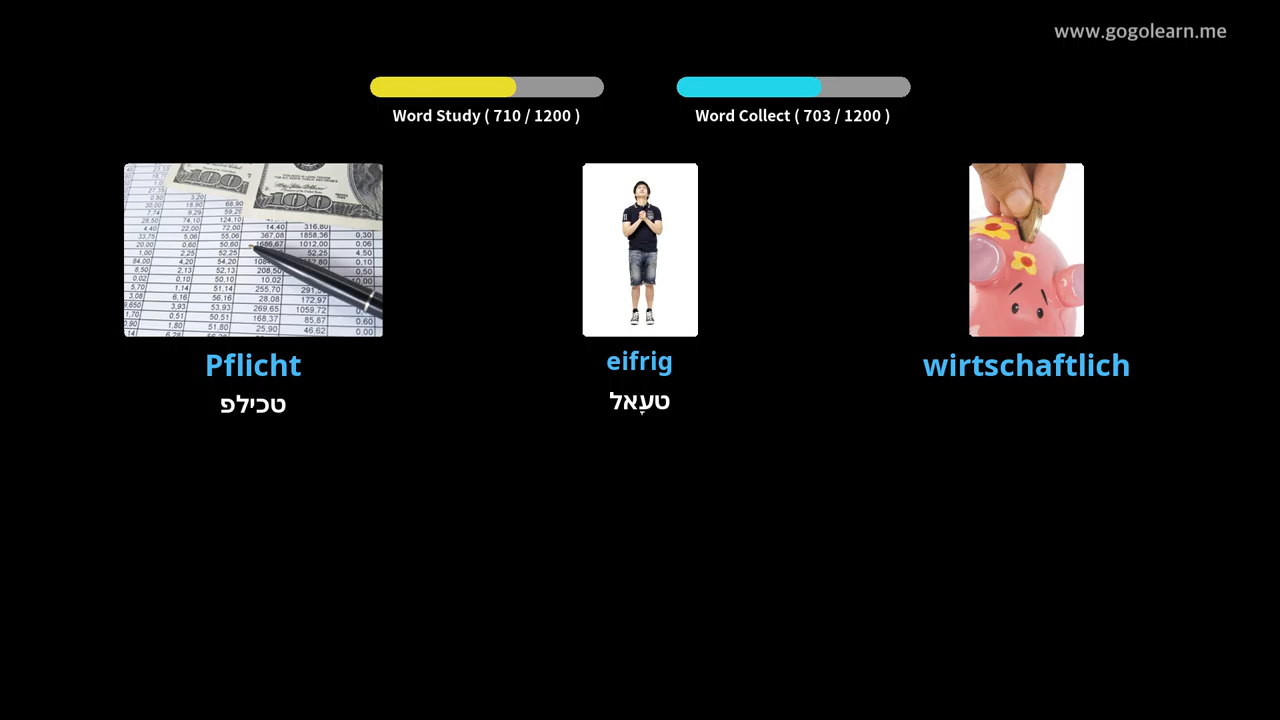 www.gogolearn.me
Word Study ( 710 / 1200 )
Word Collect ( 703 / 1200 )
Pflicht
eifrig
wirtschaftlich
טכילפ
טעָאל